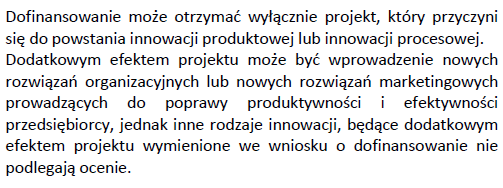 Dofinansowanie może otrzymać wyłącznie projekt, który przyczyni
się do powstania innowacji produktowej lub innowacji procesowej.
Dodatkowym efektem projektu może być wprowadzenie nowych
rozwiązań organizacyjnych lub nowych rozwiązań marketingowych
prowadzących do poprawy produktywności i efektywności
przedsiębiorcy, jednak inne rodzaje innowacji, będące dodatkowym
efektem projektu wymienione we wniosku o dofinansowanie nie
podlegają ocenie.